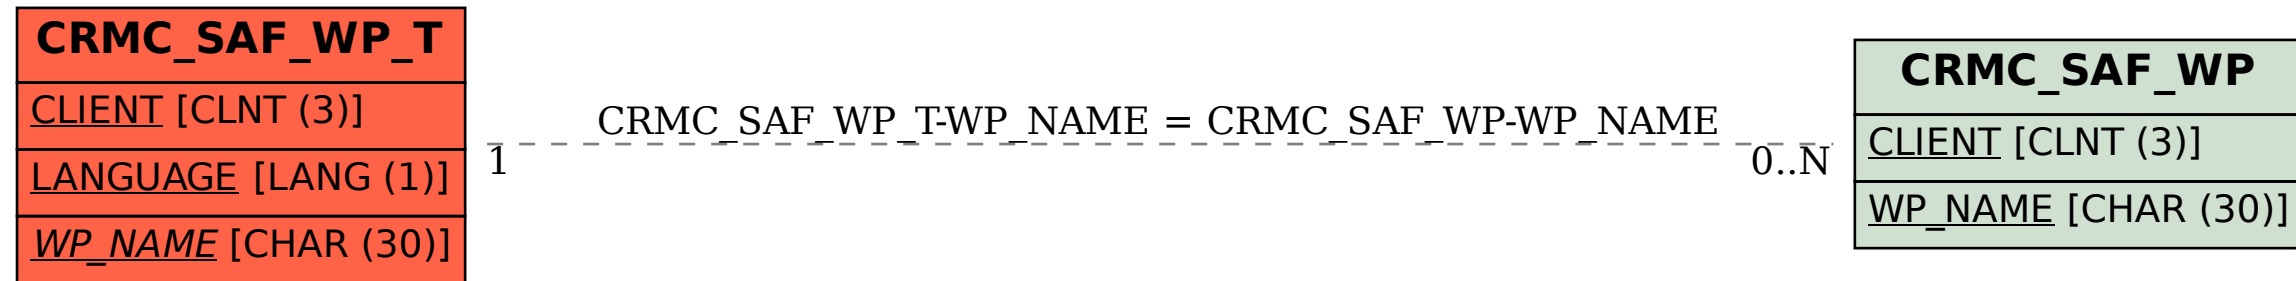 CRMC_SAF_WP_T
CLIENT [CLNT (3)]
LANGUAGE [LANG (1)]
WP_NAME [CHAR (30)]
CRMC_SAF_WP_T-WP_NAME = CRMC_SAF_WP-WP_NAME
1
0..N
CRMC_SAF_WP
CLIENT [CLNT (3)]
WP_NAME [CHAR (30)]